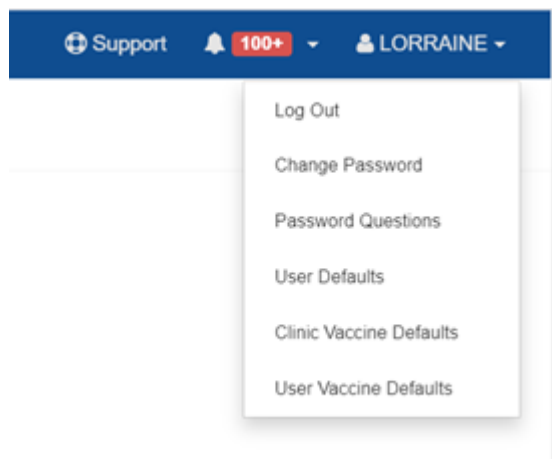 Support 100+ LORRAINE
Log Out
Change Password
Password Questions
User Defaults
Clinic Vaccine Defaults
User Vaccine Defaults